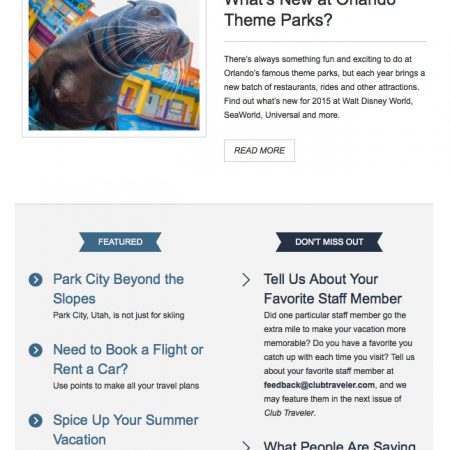 What's New at Orlando
Theme Parks?
There's always something fun and exciting to do at
Orlando's famous theme parks, but each year brings a
new batch of restaurants, rides and other attractions.
Find out what's new for 2015 at Walt Disney World,
SeaWorld, Universal and more.
READ MORE
FEATURED
Park City Beyond the
Slopes
Park City, Utah, is not just for skiing
Need to Book a Flight or
Rent a Car?
Use points to make all your travel plans
Spice Up Your Summer
Vacation
DON'T MISS OUT
Tell Us About Your
Favorite Staff Member
Did one particular staff member go the
extra mile to make your vacation more
memorable? Do you have a favorite you
catch up with each time you visit? Tell us
about your favorite staff member at
feedback@clubtraveler.com, and we
may feature them in the next issue of
Club Traveler.
What People Are Saying